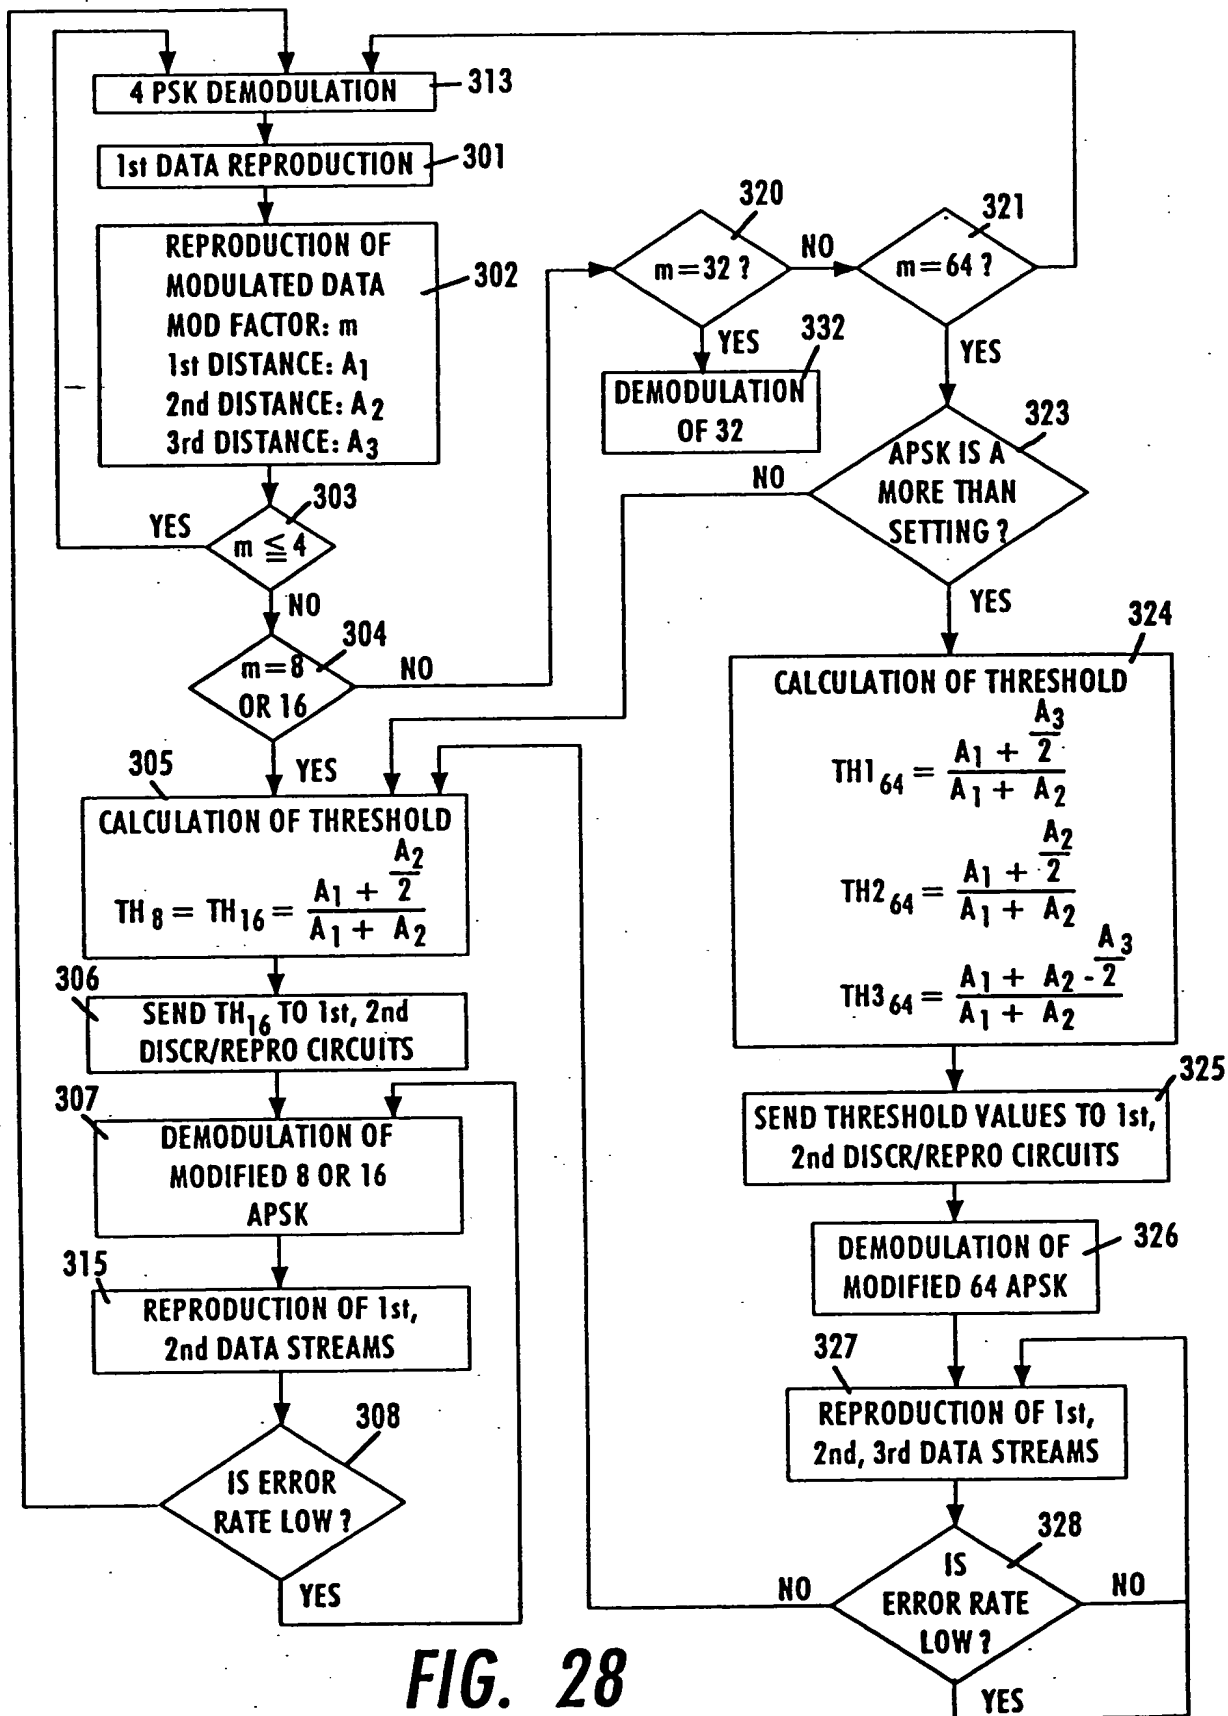 4 PSK DEMODULATION
313
1st DATA REPRODUCTION
301
REPRODUCTION OF
MODULATED DATA
MOD FACTOR: m
1st DISTANCE: A1
2nd DISTANCE: A2
3rd DISTANCE: A3
302
303
YES
m ≦ 4
NO
304
m=8
OR 16
NO
YES
305
CALCULATION OF THRESHOLD
TH8 = TH16 = (A1 + A2/2) / (A1 + A2)
306
SEND TH16 TO 1st, 2nd
DISCR/REPRO CIRCUITS
307
DEMODULATION OF
MODIFIED 8 OR 16
APSK
315
REPRODUCTION OF 1st,
2nd DATA STREAMS
308
IS ERROR
RATE LOW ?
YES
320
m=32 ?
NO
YES
321
m=64 ?
YES
332
DEMODULATION
OF 32
323
APSK IS A
MORE THAN
SETTING ?
NO
YES
324
CALCULATION OF THRESHOLD
TH1 64 = (A1 + A3/2) / (A1 + A2)
TH2 64 = (A1 + A2/2) / (A1 + A2)
TH3 64 = (A1 + A2 - A3/2) / (A1 + A2)
325
SEND THRESHOLD VALUES TO 1st,
2nd DISCR/REPRO CIRCUITS
DEMODULATION OF
MODIFIED 64 APSK
326
327
REPRODUCTION OF 1st,
2nd, 3rd DATA STREAMS
328
IS
ERROR RATE
LOW ?
NO
NO
YES
FIG. 28